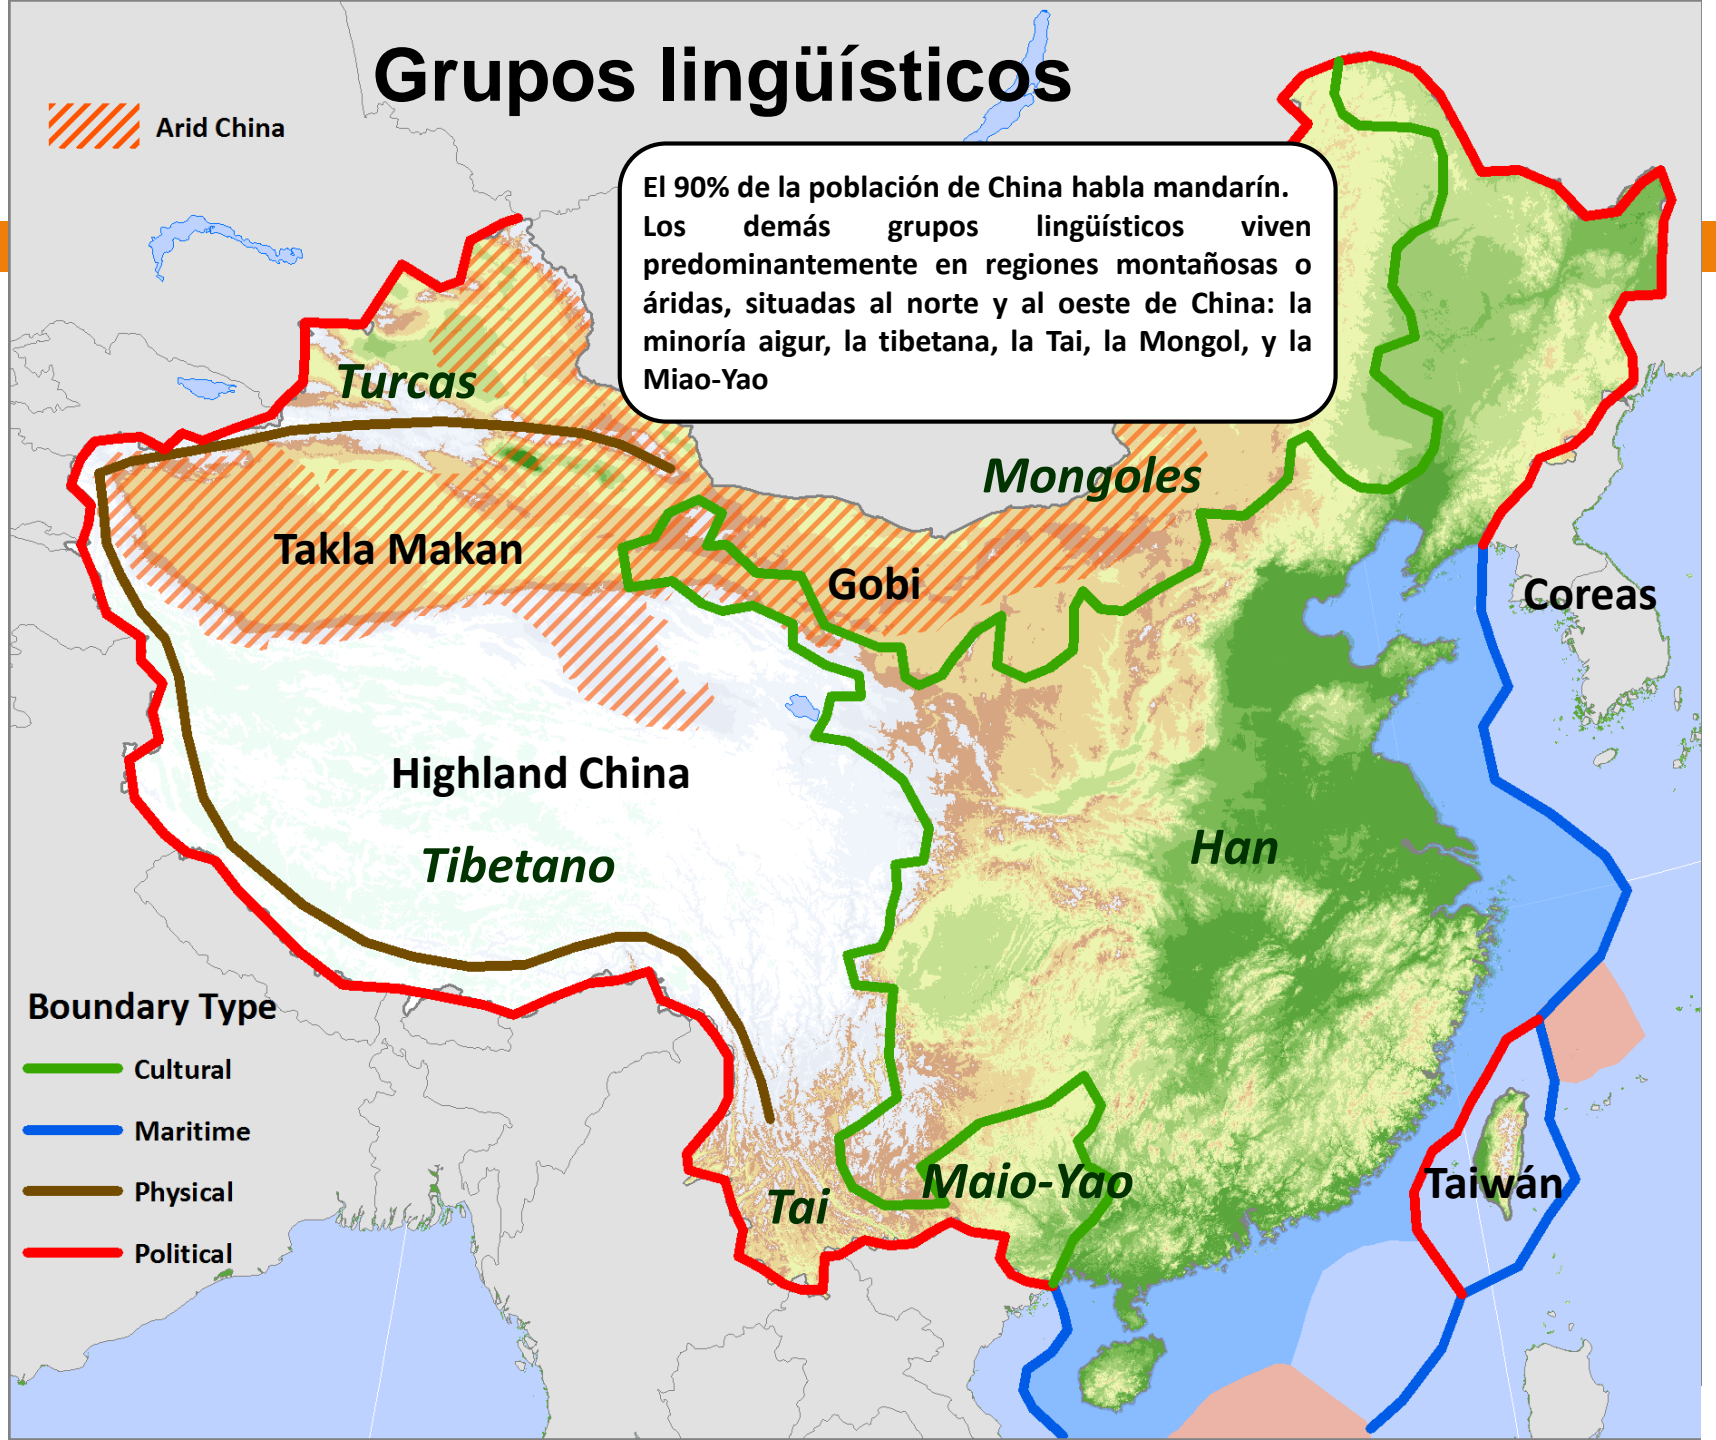 Grupos lingüísticos
Arid China
El 90% de la población de China habla mandarín.
Los demás grupos lingüísticos viven
predominantemente en regiones montañosas o
áridas, situadas al norte y al oeste de China: la
minoría aigur, la tibetana, la Tai, la Mongol, y la
Miao-Yao
Turcas
Mongoles
Takla Makan
Gobi
Coreas
Highland China
Han
Tibetano
Boundary Type
Cultural
Maritime
Physical
Political
Maio-Yao
Tai
Taiwán